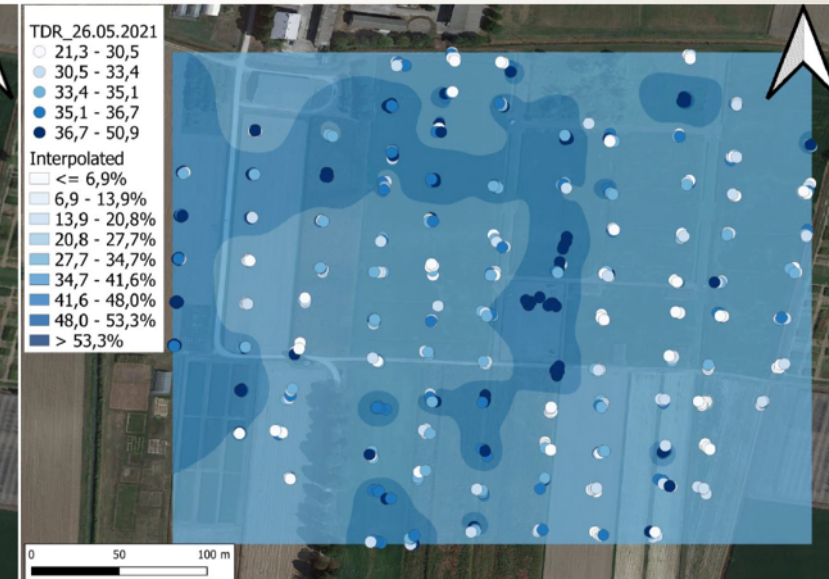 TDR_26.05.2021
21,3 - 30,5
30,5 - 33,4
33,4 - 35,1
35,1 - 36,7
36,7 - 50,9
Interpolated
<= 6,9%
6,9 - 13,9%
13,9 - 20,8%
20,8 - 27,7%
27,7 - 34,7%
34,7 - 41,6%
41,6 - 48,0%
48,0 - 53,3%
> 53,3%
0 50 100 m